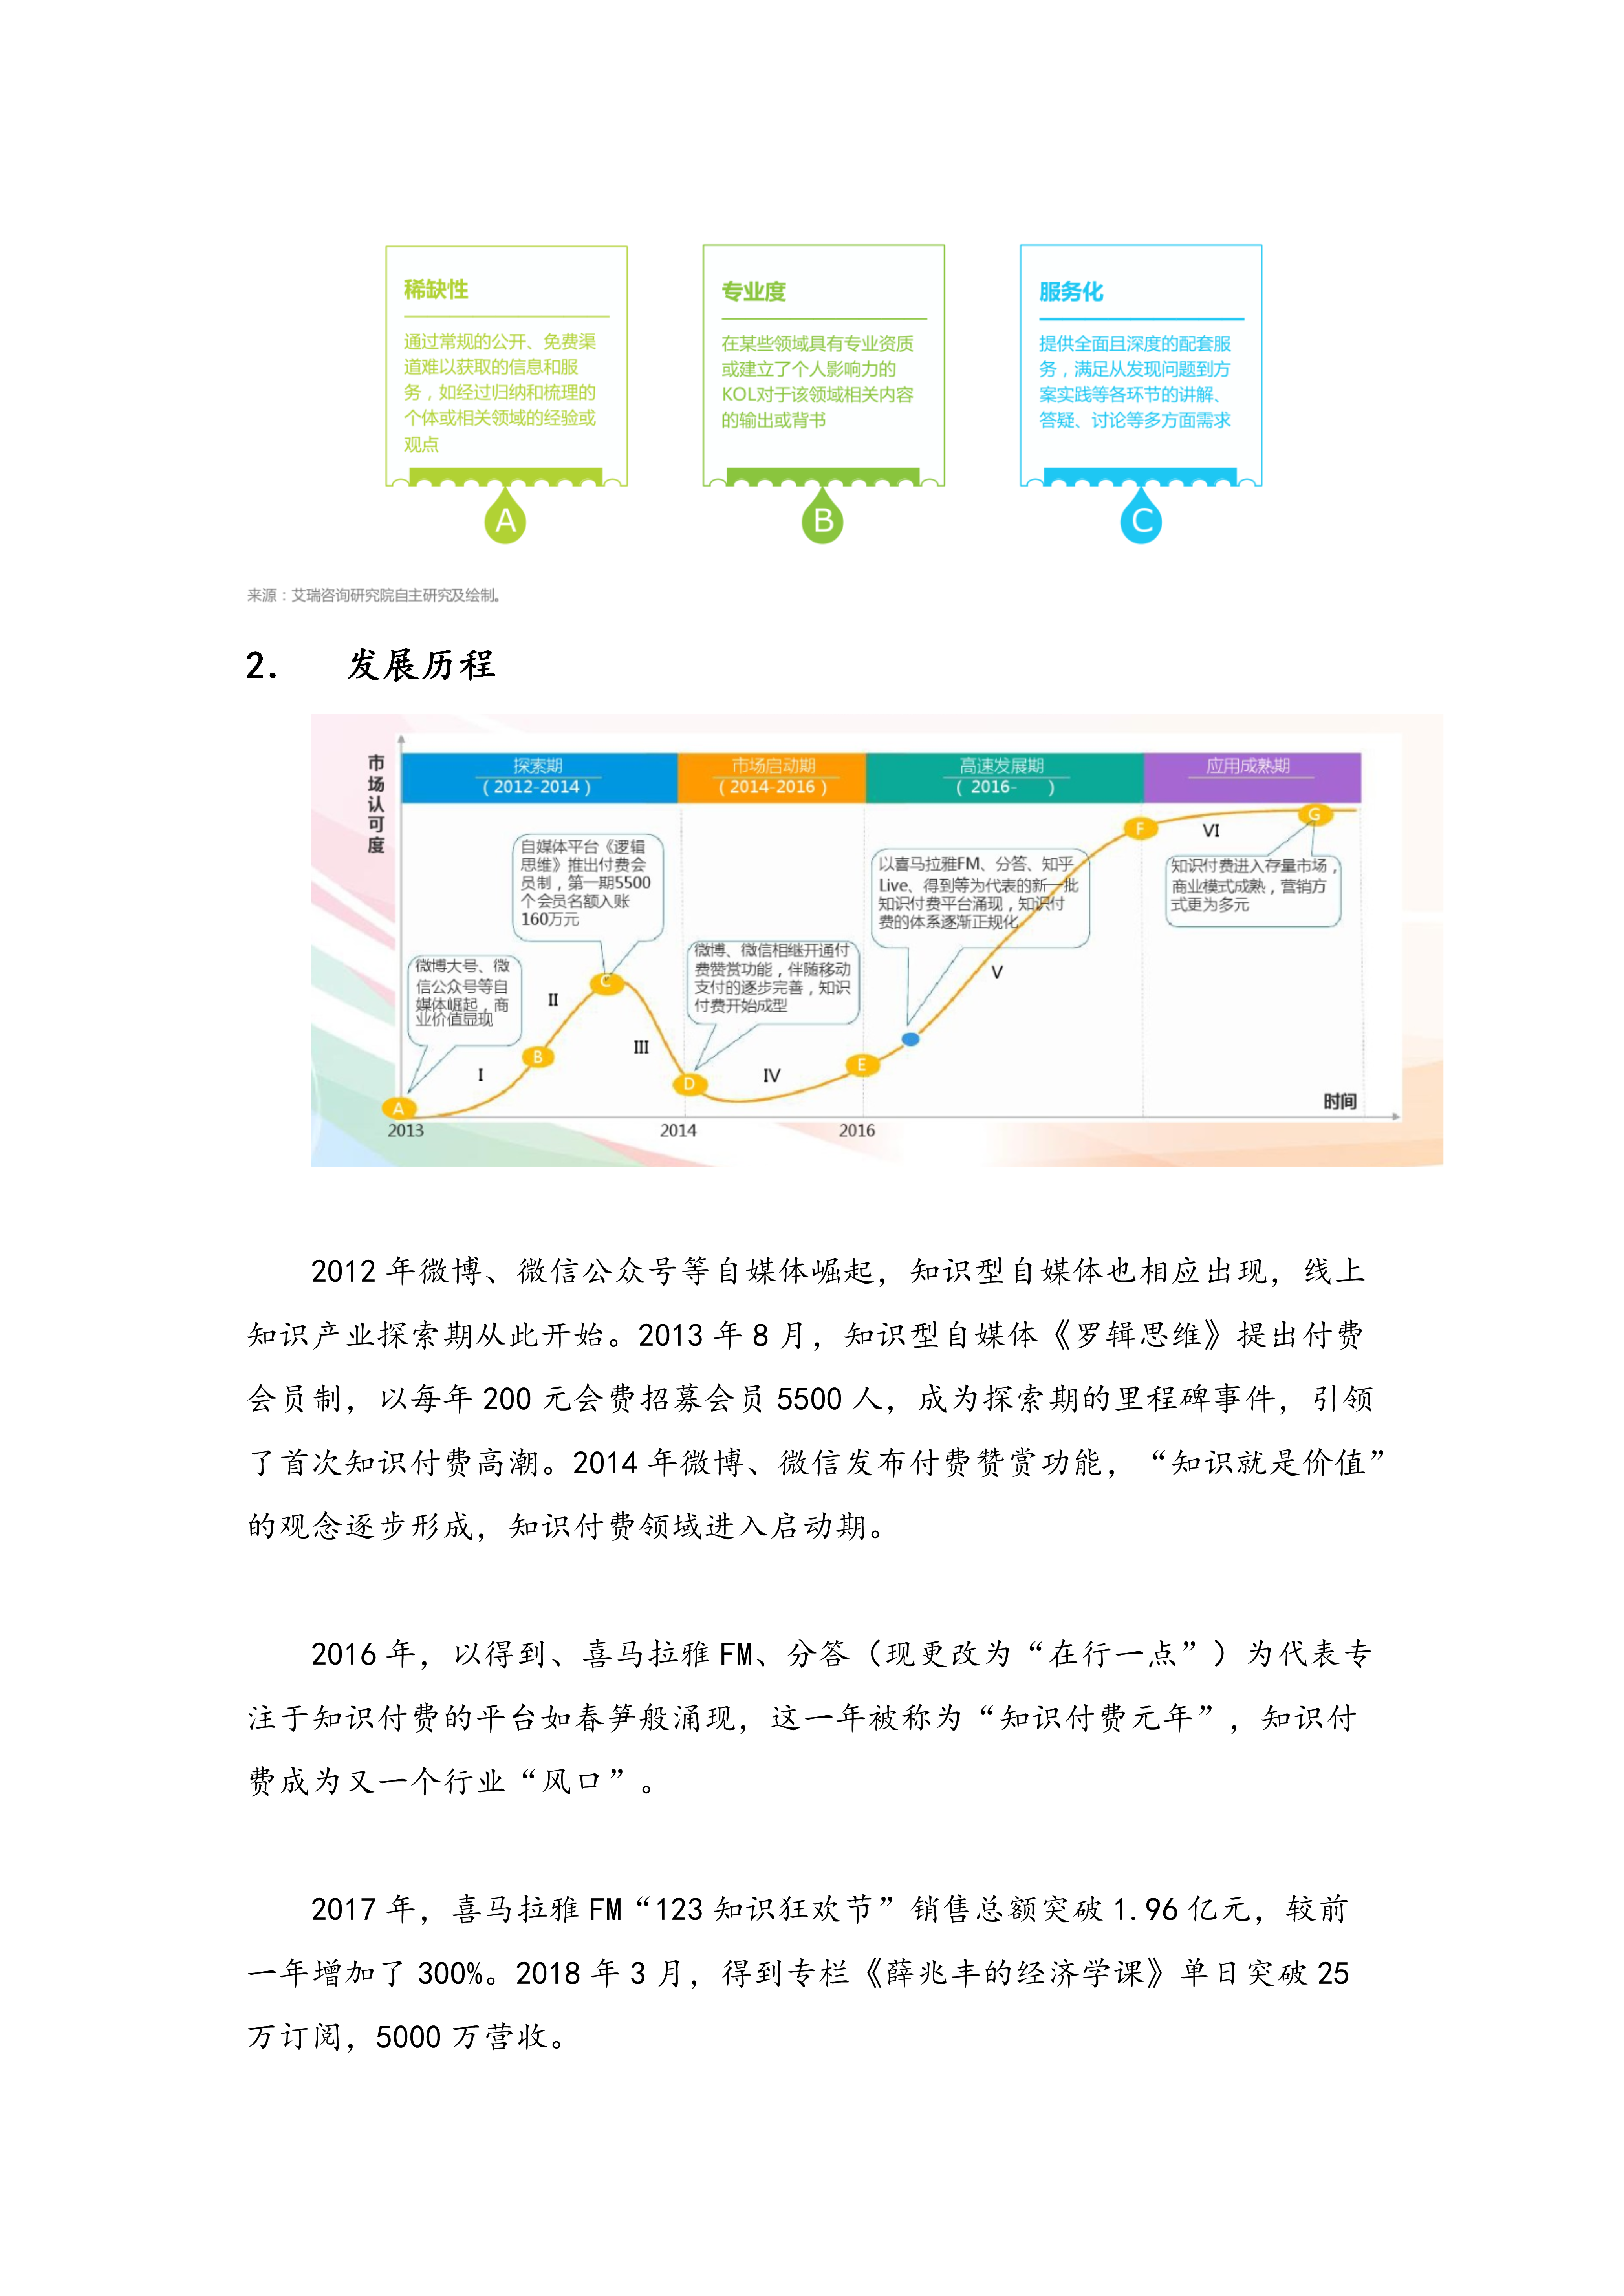 稀缺性
通过常规的公开、免费渠
道难以获取的信息和服
务，如经过归纳和梳理的
个体或相关领域的经验或
观点
A
专业度
在某些领域具有专业资质
或建立了个人影响力的
KOL对于该领域相关内容
的输出或背书
B
服务化
提供全面且深度的配套服
务，满足从发现问题到方
案实践等各环节的讲解、
答疑、讨论等多方面需求
C
来源：艾瑞咨询研究院自主研究及绘制。
2. 发展历程
市场认可度
探索期
（2012-2014）
市场启动期
（2014-2016）
高速发展期
（ 2016- ）
应用成熟期
自媒体平台《逻辑
思维》推出付费会
员制，第一期5500
个会员名额入账
160万元
微博大号、微
信公众号等自
媒体崛起，商
业价值显现
微博、微信相继开通付
费赞赏功能，伴随移动
支付的逐步完善，知识
付费开始成型
以喜马拉雅FM、分答、知乎
Live、得到等为代表的新一批
知识付费平台涌现，知识付
费的体系逐渐正规化
知识付费进入存量市场，
商业模式成熟，营销方
式更为多元
A
I
B
II
C
III
D
IV
E
V
F
VI
G
时间
2013
2014
2016
2012 年微博、微信公众号等自媒体崛起，知识型自媒体也相应出现，线上
知识产业探索期从此开始。2013 年 8 月，知识型自媒体《罗辑思维》提出付费
会员制，以每年 200 元会费招募会员 5500 人，成为探索期的里程碑事件，引领
了首次知识付费高潮。2014 年微博、微信发布付费赞赏功能，“知识就是价值”
的观念逐步形成，知识付费领域进入启动期。
2016 年，以得到、喜马拉雅 FM、分答（现更改为“在行一点”）为代表专
注于知识付费的平台如春笋般涌现，这一年被称为“知识付费元年”，知识付
费成为又一个行业“风口”。
2017 年，喜马拉雅 FM“123 知识狂欢节”销售总额突破 1.96 亿元，较前
一年增加了 300%。2018 年 3 月，得到专栏《薛兆丰的经济学课》单日突破 25
万订阅，5000 万营收。